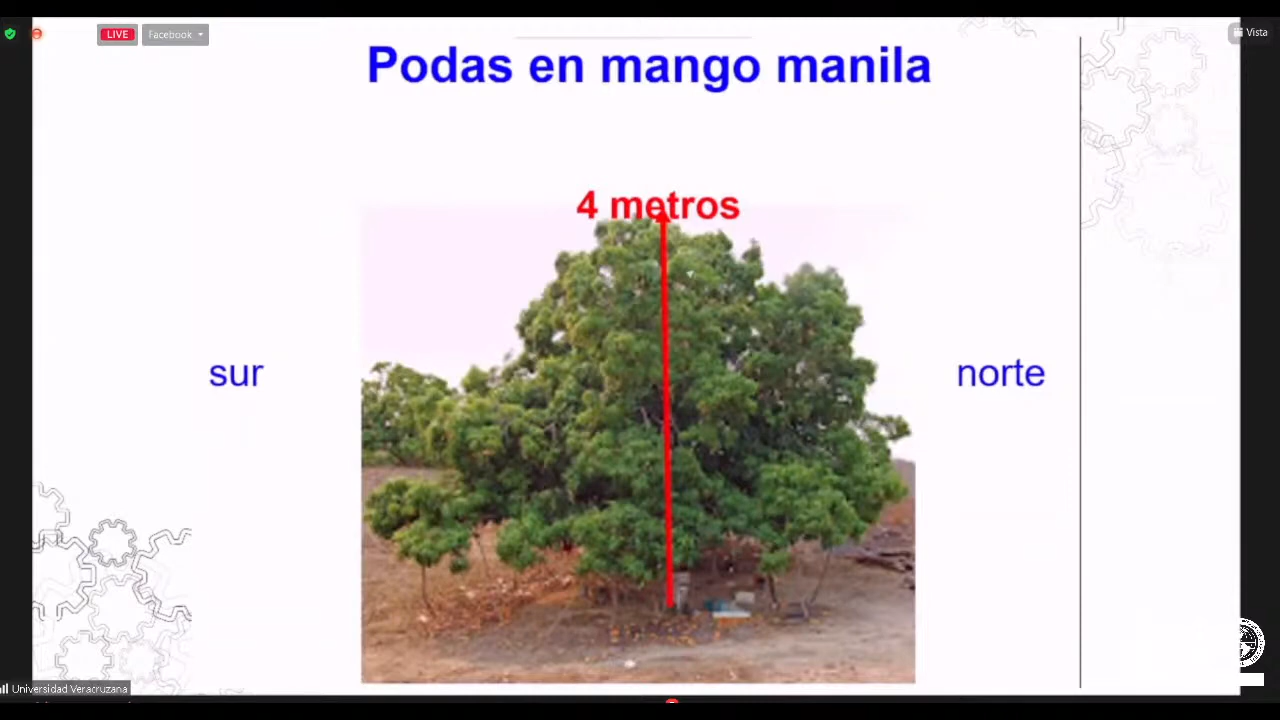 LIVE
Facebook
Vista
Podas en mango manila
4 metros
sur
norte
Universidad Veracruzana